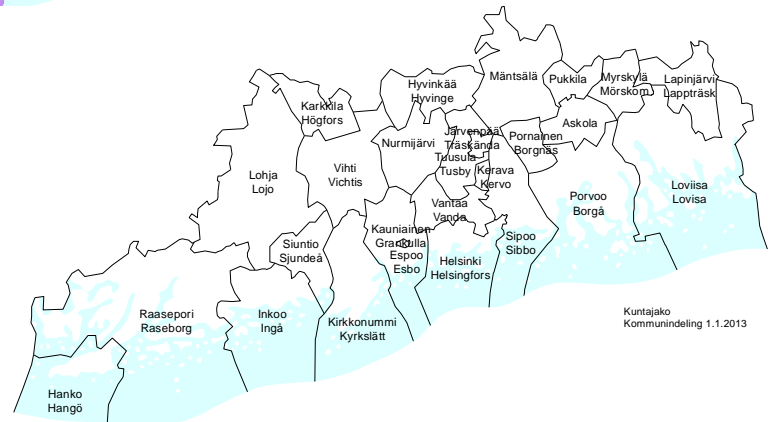 Mäntsälä
Pukkila
Myrskylä
Mörskom
Lapinjärvi
Lappträsk
Hyvinkää
Hyvinge
Karkkila
Högfors
Askola
Järvenpää
Träskända
Pornainen
Borgnäs
Nurmijärvi
Tuusula
Tusby
Kerava
Kervo
Vihti
Vichtis
Lohja
Lojo
Loviisa
Lovisa
Porvoo
Borgå
Vantaa
Vanda
Kauniainen
Grankulla
Espoo
Esbo
Siuntio
Sjundeå
Sipoo
Sibbo
Helsinki
Helsingfors
Raasepori
Raseborg
Inkoo
Ingå
Kirkkonummi
Kyrkslätt
Kuntajako
Kommunindeling 1.1.2013
Hanko
Hangö